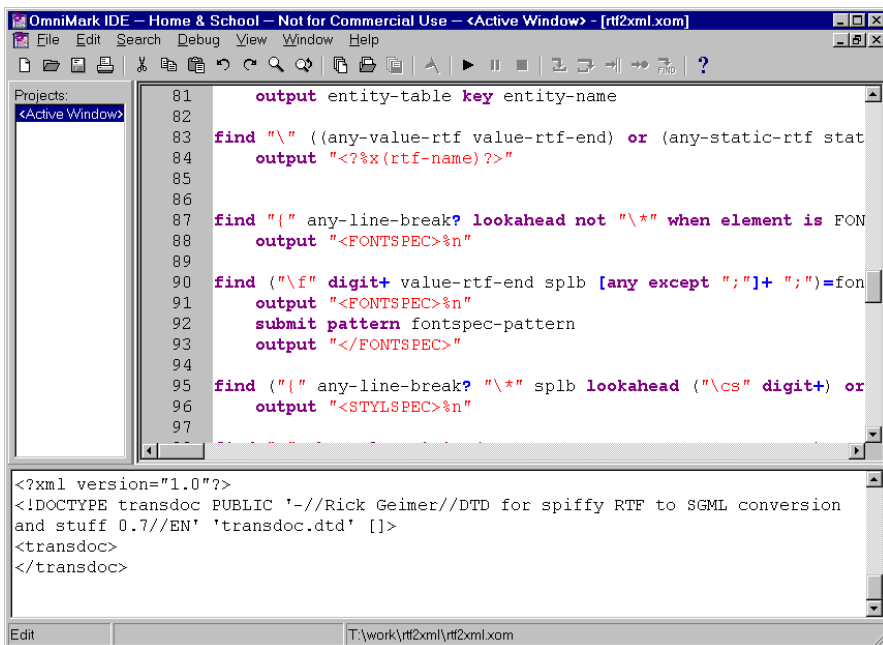 OmniMark IDE – Home & School – Not for Commercial Use – <Active Window> - [rtf2xml.xom]
File Edit Search Debug View Window Help
FIND ?
Projects:
<Active Window>
81 output entity-table key entity-name
82
83 find "\" ((any-value-rtf value-rtf-end) or (any-static-rtf stat
84 output "<?%x(rtf-name)?>"
85
86
87 find "{" any-line-break? lookahead not "\*" when element is FON
88 output "<FONTSPEC>%n"
89
90 find ("\f" digit+ value-rtf-end splb [any except ";"]+ ";")=fon
91 output "<FONTSPEC>%n"
92 submit pattern fontspec-pattern
93 output "</FONTSPEC>"
94
95 find ("{" any-line-break? "\*" splb lookahead ("\cs" digit+) or
96 output "<STYLSPEC>%n"
97
<?xml version="1.0"?>
<!DOCTYPE transdoc PUBLIC '-//Rick Geimer//DTD for spiffy RTF to SGML conversion
and stuff 0.7//EN' 'transdoc.dtd' []>
<transdoc>
</transdoc>
Edit T:\work\rtf2xml\rtf2xml.xom